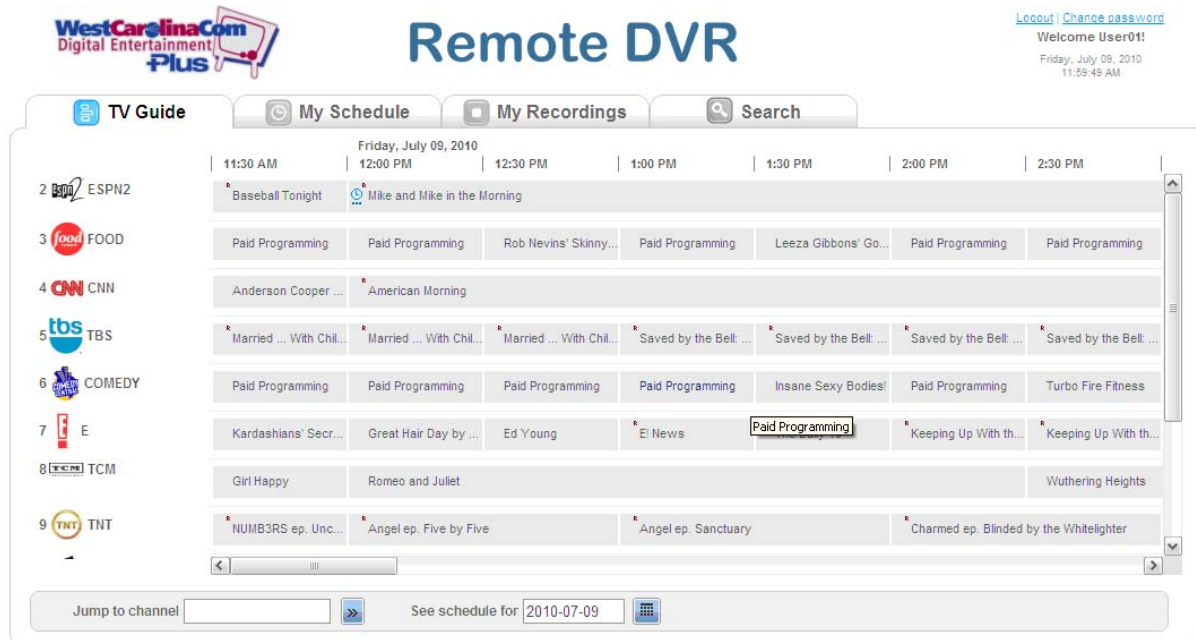 WestCarolinaCom
Digital Entertainment
Plus
Remote DVR
Logout | Change password
Welcome User01!
Friday, July 09, 2010
11:59:49 AM
TV Guide
My Schedule
My Recordings
Search
Friday, July 09, 2010
11:30 AM 12:00 PM 12:30 PM 1:00 PM 1:30 PM 2:00 PM 2:30 PM
2 ESPN2 ESPN2 R Baseball Tonight R Mike and Mike in the Morning
3 food FOOD Paid Programming Paid Programming Rob Nevins' Skinny... Paid Programming Leeza Gibbons' Go... Paid Programming Paid Programming
4 CNN CNN Anderson Cooper ... R American Morning
5 tbs TBS R Married ... With Chil... R Married ... With Chil... R Married ... With Chil... R Saved by the Bell: ... R Saved by the Bell: ... R Saved by the Bell: ... R Saved by the Bell: ...
6 COMEDY CENTRAL COMEDY Paid Programming Paid Programming Paid Programming Paid Programming Insane Sexy Bodies! Paid Programming Turbo Fire Fitness
Paid Programming
7 E! E Kardashians' Secr... Great Hair Day by ... Ed Young R E! News R Keeping Up With th... R Keeping Up With th...
8 TCM TCM Girl Happy Romeo and Juliet Wuthering Heights
9 TNT TNT R NUMB3RS ep. Unc... R Angel ep. Five by Five R Angel ep. Sanctuary R Charmed ep. Blinded by the Whitelighter
Jump to channel » See schedule for 2010-07-09